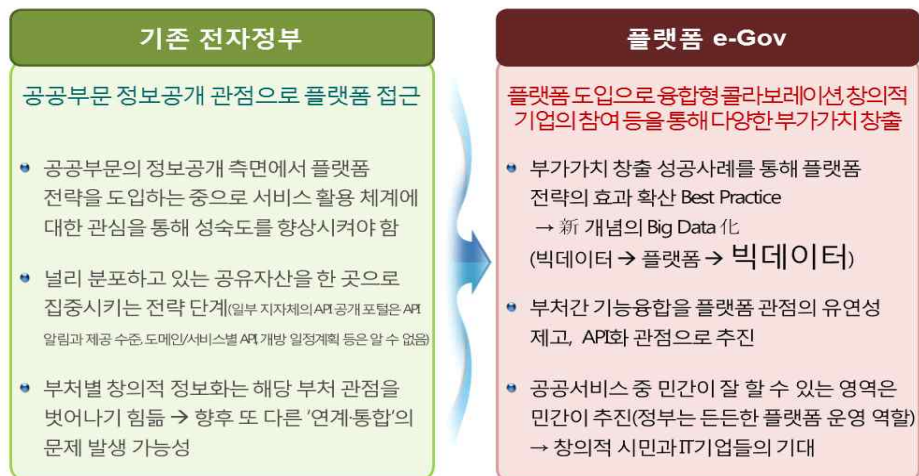 기존 전자정부
공공부문 정보공개 관점으로 플랫폼 접근
공공부문의 정보공개 측면에서 플랫폼
전략을 도입하는 중으로 서비스 활용 체계에
대한 관심을 통해 성숙도를 향상시켜야 함
널리 분포하고 있는 공유자산을 한 곳으로
집중시키는 전략 단계(일부 지자체의 API 공개 포털은 API
알림과 제공 수준, 도메인/서비스별 API, 개방 일정계획 등은 알 수 없음)
부처별 창의적 정보화는 해당 부처 관점을
벗어나기 힘듦 → 향후 또 다른 '연계·통합'의
문제 발생 가능성
플랫폼 e-Gov
플랫폼 도입으로 융합형 콜라보레이션, 창의적
기업의 참여 등을 통해 다양한 부가가치 창출
부가가치 창출 성공사례를 통해 플랫폼
전략의 효과 확산 Best Practice
→ 新 개념의 Big Data 化
(빅데이터 → 플랫폼 → 빅데이터)
부처간 기능융합을 플랫폼 관점의 유연성
제고, API화 관점으로 추진
공공서비스 중 민간이 잘 할 수 있는 영역은
민간이 추진(정부는 든든한 플랫폼 운영 역할)
→ 창의적 시민과 IT기업들의 기대